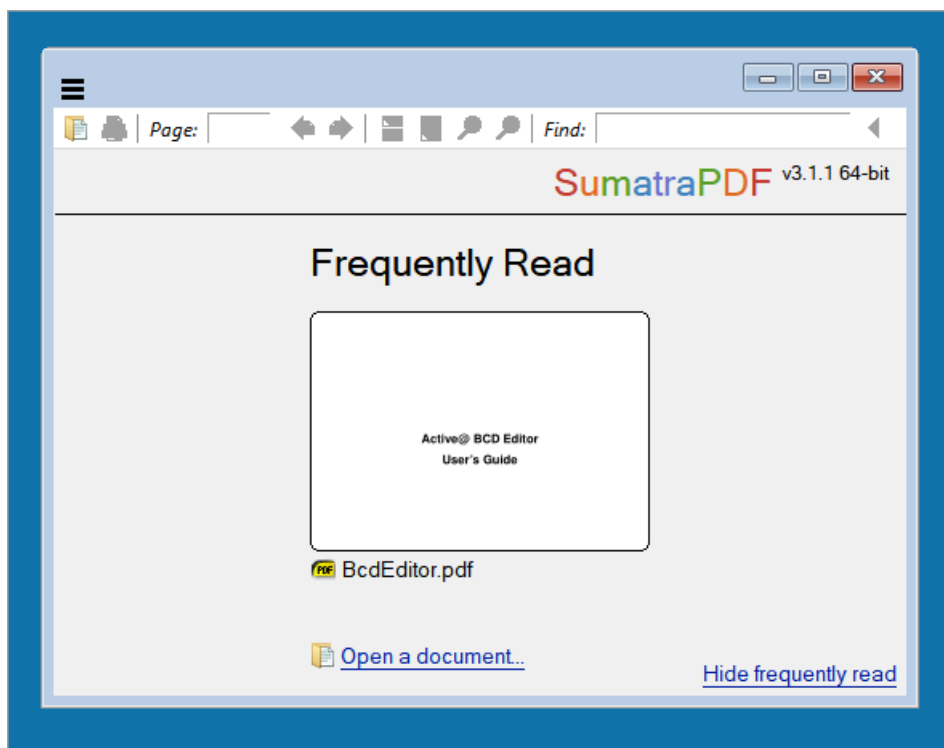 Page:
Find:
SumatraPDF v3.1.1 64-bit
Frequently Read
Active@ BCD Editor
User's Guide
PDF BcdEditor.pdf
Open a document...
Hide frequently read